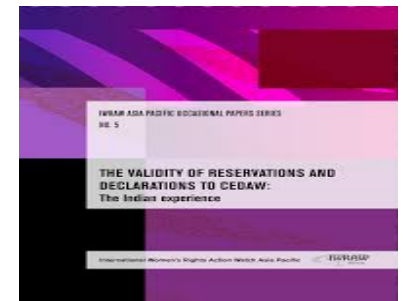 IWRAW ASIA PACIFIC OCCASIONAL PAPERS SERIES
NO. 5
THE VALIDITY OF RESERVATIONS AND
DECLARATIONS TO CEDAW:
The Indian experience
International Women's Rights Action Watch Asia Pacific
IWRAW